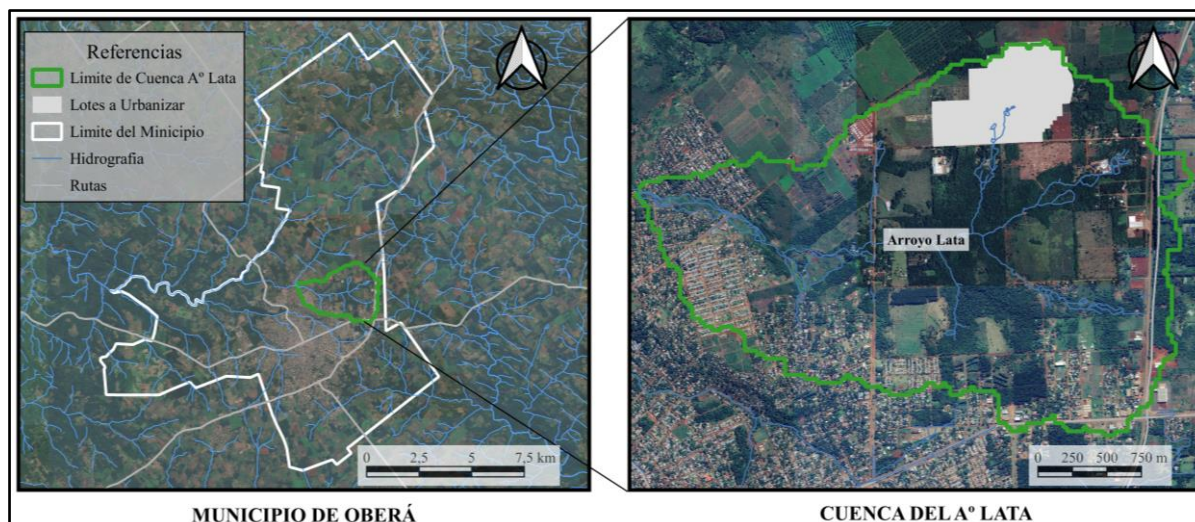 Referencias
Limite de Cuenca Aº Lata
Lotes a Urbanizar
Limite del Minicipio
Hidrografia
Rutas
0 2,5 5 7,5 km
MUNICIPIO DE OBERÁ
Arroyo Lata
0 250 500 750 m
CUENCA DEL Aº LATA